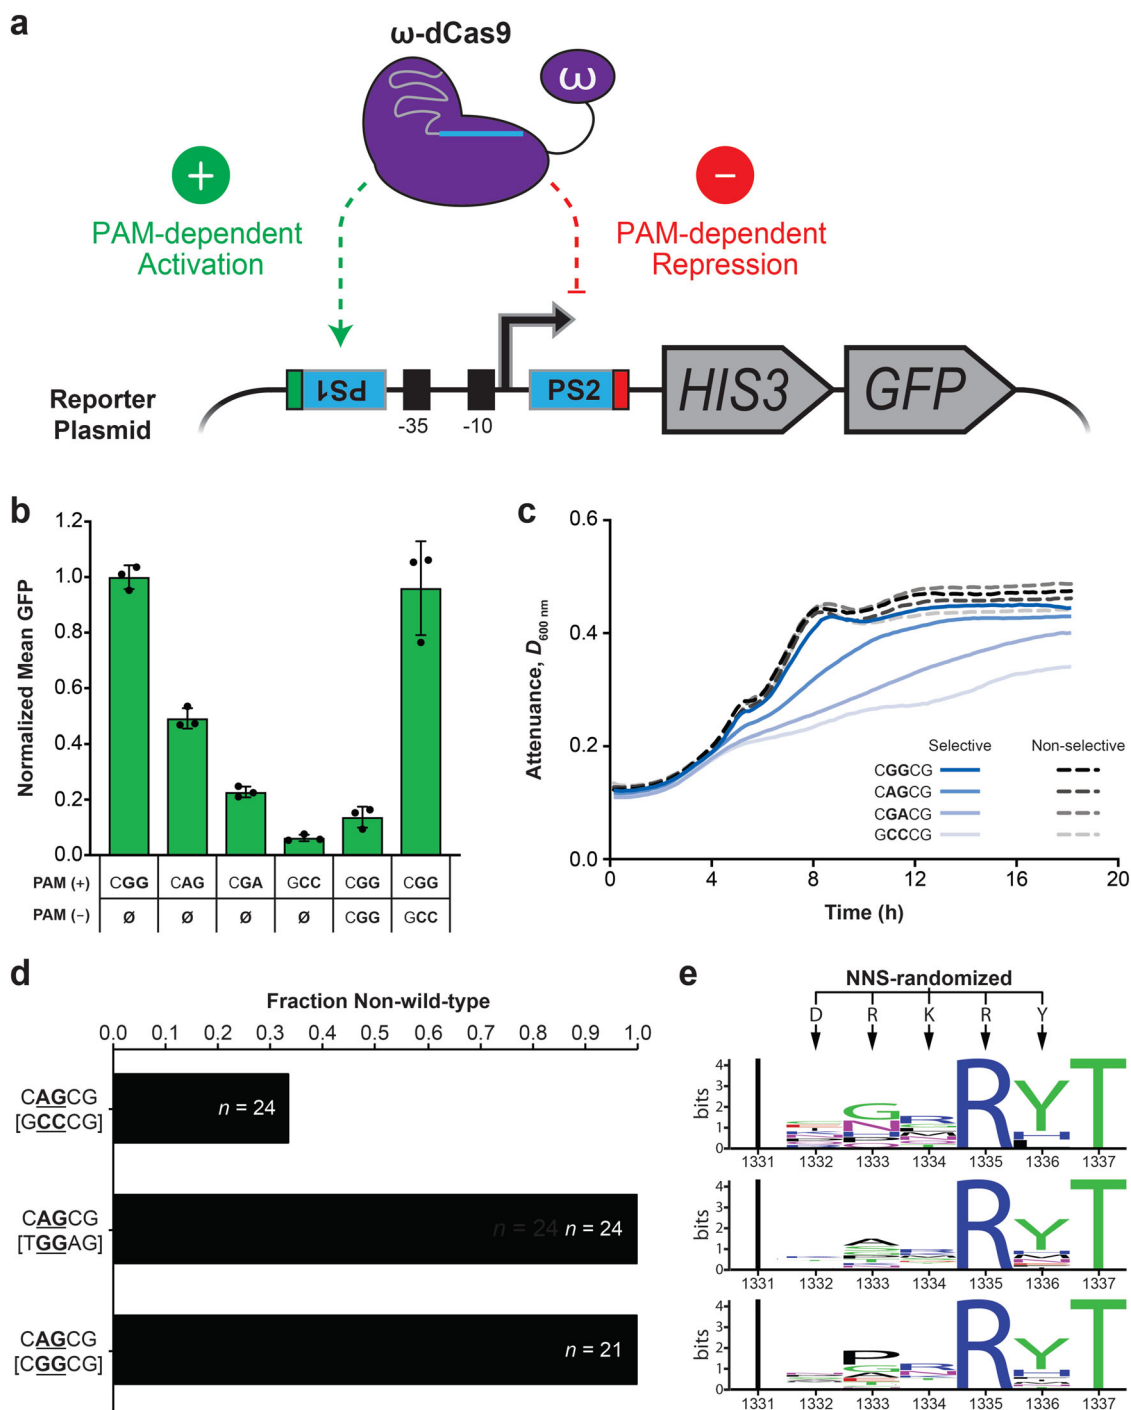 a
ω-dCas9
ω
+
−
PAM-dependent
Activation
PAM-dependent
Repression
Reporter
Plasmid
PS1
-35
-10
PS2
HIS3
GFP
b
Normalized Mean GFP
1.2
1.0
0.8
0.6
0.4
0.2
0.0
PAM (+) CGG CAG CGA GCC CGG CGG
PAM (−) Ø Ø Ø Ø CGG GCC
c
Attenuance, D600 nm
0.6
0.4
0.2
0.0
0 4 8 12 16 20
Time (h)
Selective Non-selective
CGGCG
CAGCG
CGACG
GCCCG
d
Fraction Non-wild-type
0.0 0.1 0.2 0.3 0.4 0.5 0.6 0.7 0.8 0.9 1.0
CAGCG
[GCCCG]
n = 24
CAGCG
[TGGAG]
n = 24 n = 24
CAGCG
[CGGCG]
n = 21
e
NNS-randomized
D R K R Y
bits
4
3
2
1
0
I G N R R Y T
1331 1332 1333 1334 1335 1336 1337
bits
4
3
2
1
0
I A R R Y T
1331 1332 1333 1334 1335 1336 1337
bits
4
3
2
1
0
I P G R R Y T
1331 1332 1333 1334 1335 1336 1337